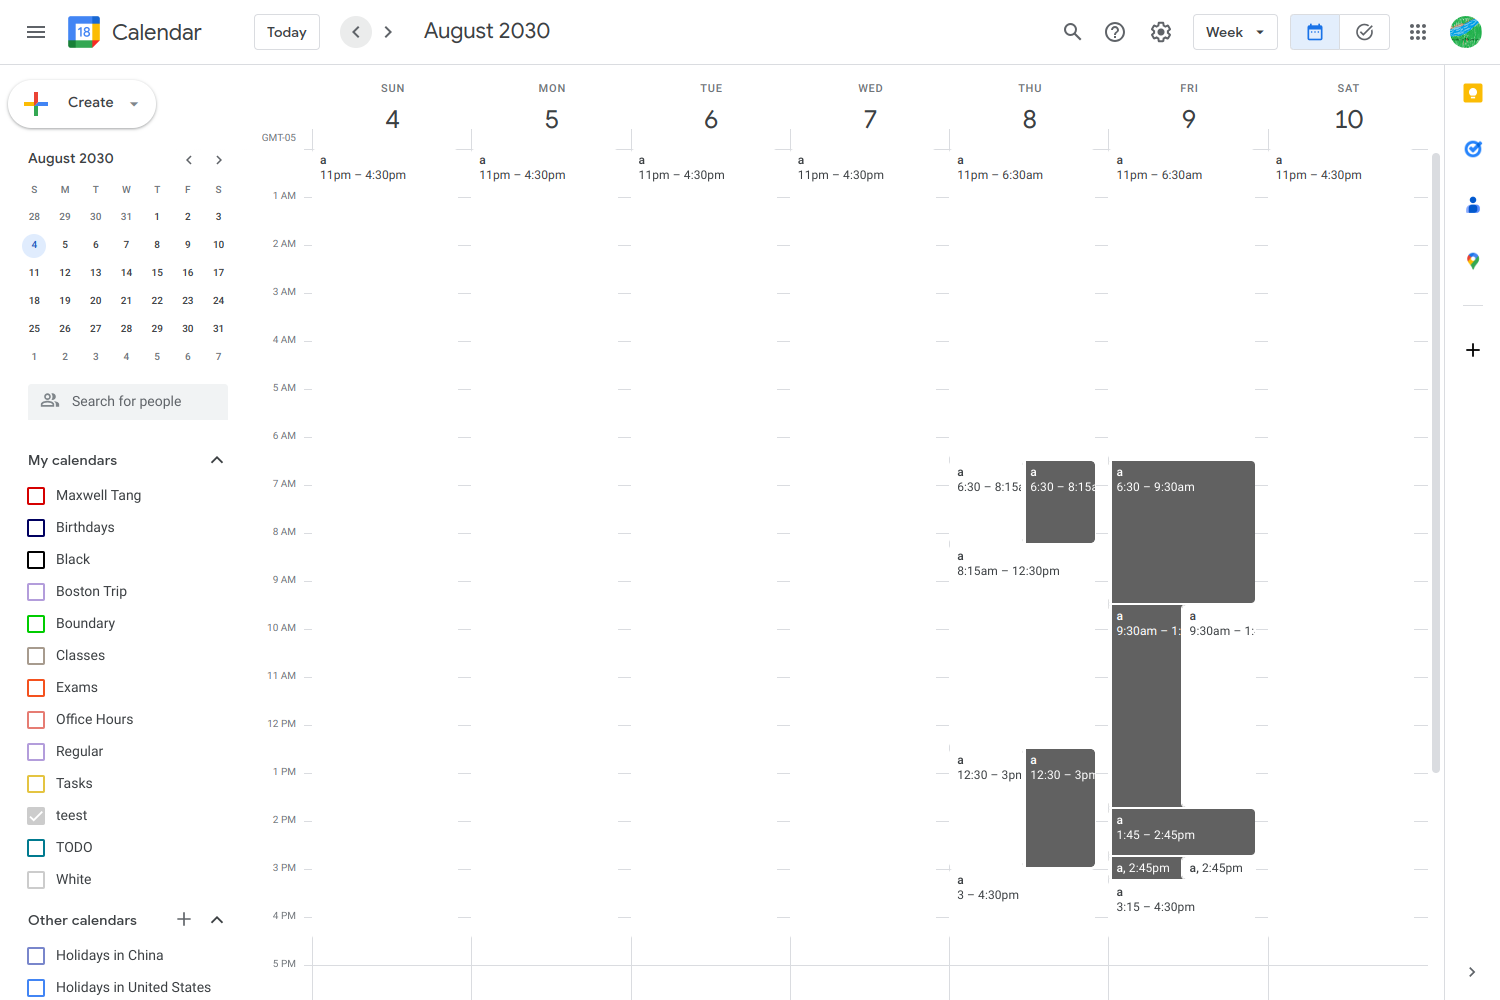 18 Calendar Today August 2030 Week
Create
SUN MON TUE WED THU FRI SAT
4 5 6 7 8 9 10
GMT-05
August 2030
S M T W T F S
28 29 30 31 1 2 3
4 5 6 7 8 9 10
11 12 13 14 15 16 17
18 19 20 21 22 23 24
25 26 27 28 29 30 31
1 2 3 4 5 6 7
Search for people
My calendars
Maxwell Tang
Birthdays
Black
Boston Trip
Boundary
Classes
Exams
Office Hours
Regular
Tasks
teest
TODO
White
Other calendars
Holidays in China
Holidays in United States
1 AM
2 AM
3 AM
4 AM
5 AM
6 AM
7 AM
8 AM
9 AM
10 AM
11 AM
12 PM
1 PM
2 PM
3 PM
4 PM
5 PM
a
11pm – 4:30pm
a
11pm – 4:30pm
a
11pm – 4:30pm
a
11pm – 4:30pm
a
11pm – 6:30am
a
6:30 – 8:15a
a
6:30 – 8:15a
a
8:15am – 12:30pm
a
12:30 – 3pm
a
12:30 – 3pm
a
3 – 4:30pm
a
11pm – 6:30am
a
6:30 – 9:30am
a
9:30am – 1:
a
9:30am – 1:
a
1:45 – 2:45pm
a, 2:45pm
a, 2:45pm
a
3:15 – 4:30pm
a
11pm – 4:30pm